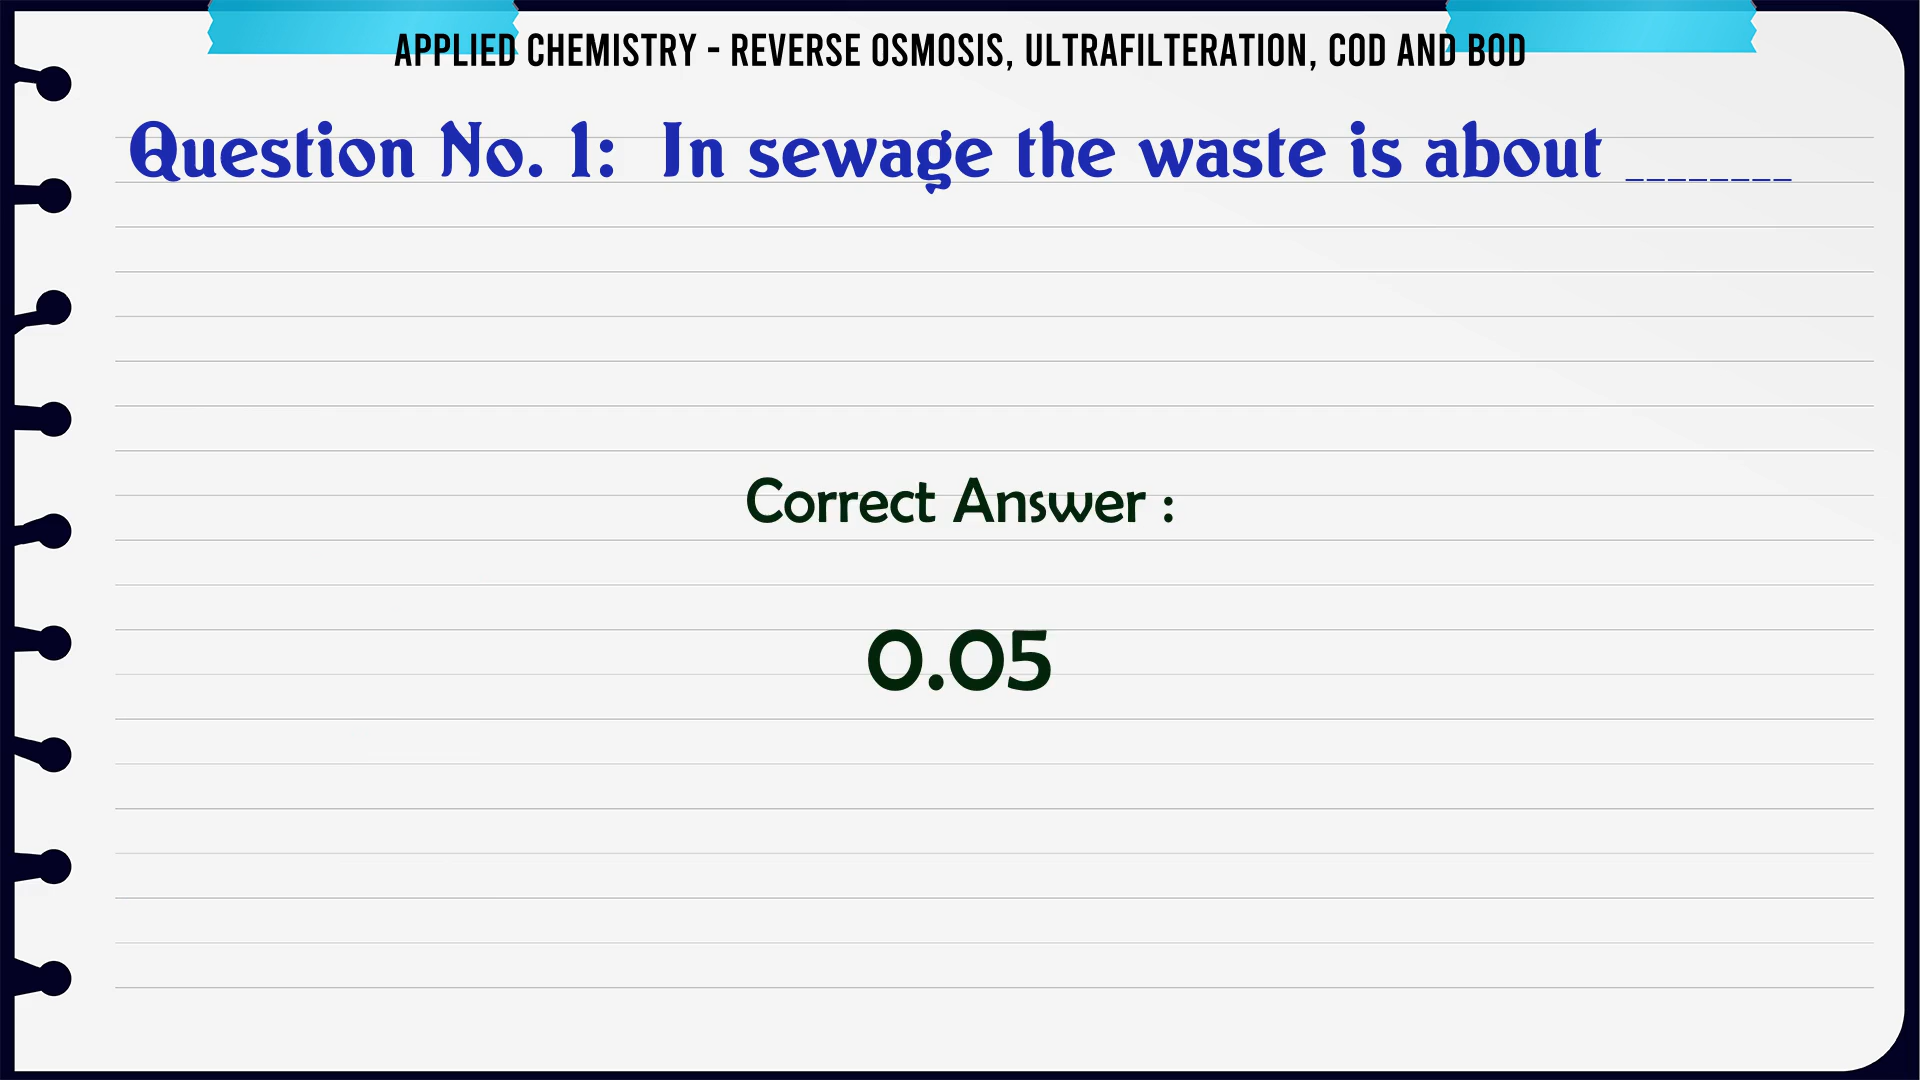 APPLIED CHEMISTRY - REVERSE OSMOSIS, ULTRAFILTERATION, COD AND BOD
Question No. 1: In sewage the waste is about ________
Correct Answer :
0.05